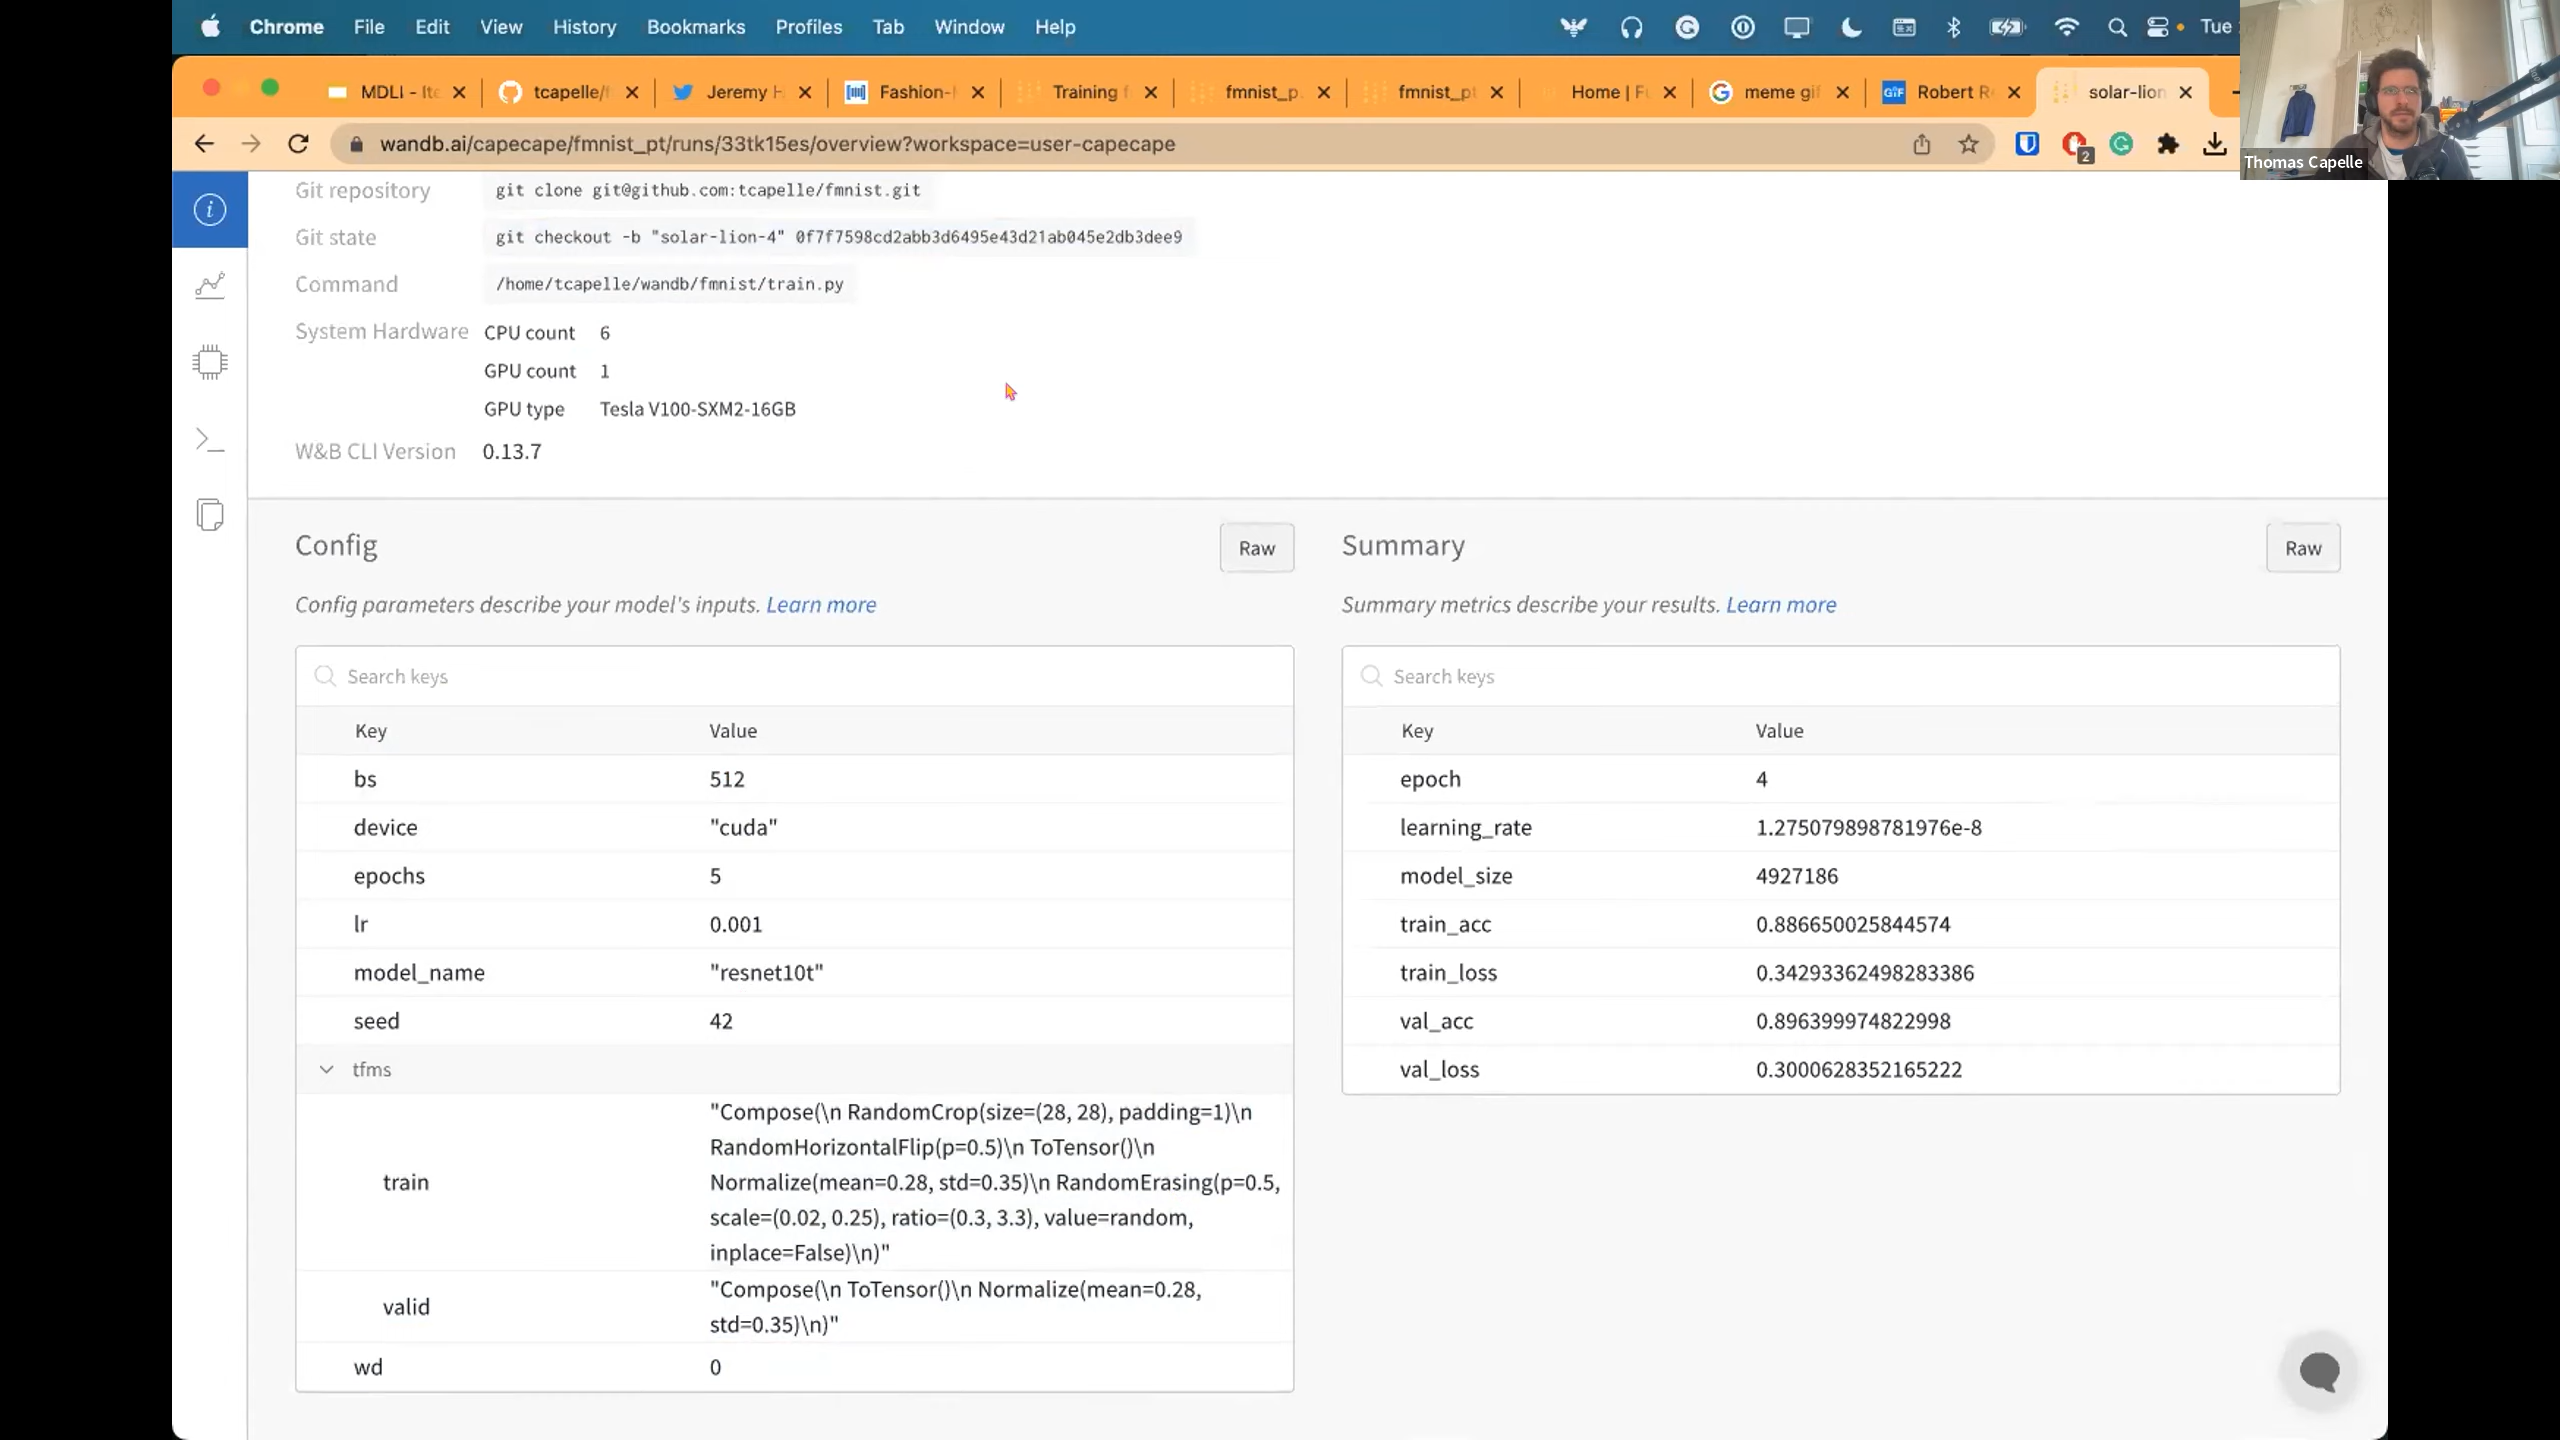 Chrome File Edit View History Bookmarks Profiles Tab Window Help Tue
MDLI - Ite tcapelle/f Jeremy H Fashion- Training f fmnist_p fmnist_pt Home | Fu meme gif GIF Robert R solar-lion
wandb.ai/capecape/fmnist_pt/runs/33tk15es/overview?workspace=user-capecape
2
Thomas Capelle
Git repository git clone git@github.com:tcapelle/fmnist.git
Git state git checkout -b "solar-lion-4" 0f7f7598cd2abb3d6495e43d21ab045e2db3dee9
Command /home/tcapelle/wandb/fmnist/train.py
System Hardware CPU count 6
GPU count 1
GPU type Tesla V100-SXM2-16GB
W&B CLI Version 0.13.7
Config Raw
Config parameters describe your model's inputs. Learn more
Search keys
Key Value
bs 512
device "cuda"
epochs 5
lr 0.001
model_name "resnet10t"
seed 42
tfms
train "Compose(\n RandomCrop(size=(28, 28), padding=1)\n
RandomHorizontalFlip(p=0.5)\n ToTensor()\n
Normalize(mean=0.28, std=0.35)\n RandomErasing(p=0.5,
scale=(0.02, 0.25), ratio=(0.3, 3.3), value=random,
inplace=False)\n)"
valid "Compose(\n ToTensor()\n Normalize(mean=0.28,
std=0.35)\n)"
wd 0
Summary Raw
Summary metrics describe your results. Learn more
Search keys
Key Value
epoch 4
learning_rate 1.275079898781976e-8
model_size 4927186
train_acc 0.886650025844574
train_loss 0.34293362498283386
val_acc 0.896399974822998
val_loss 0.3000628352165222